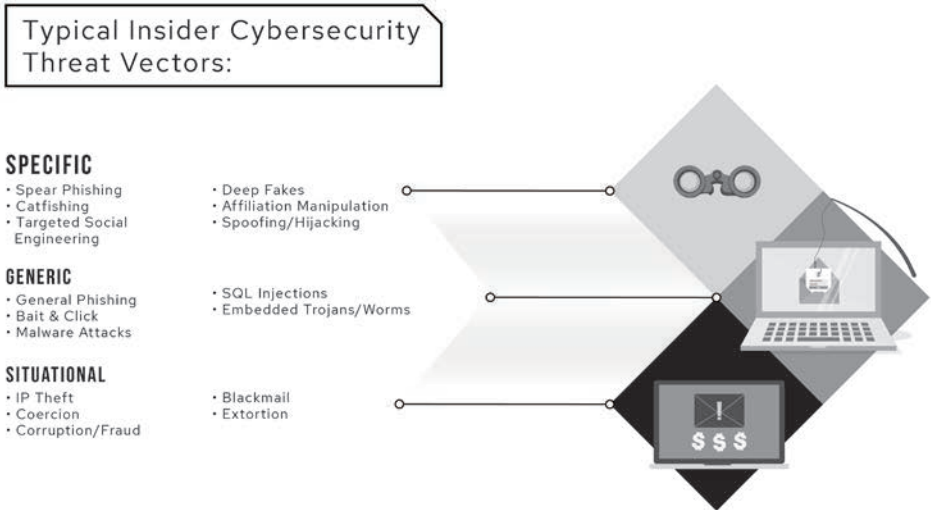 Typical Insider Cybersecurity
Threat Vectors:
SPECIFIC
• Spear Phishing
• Catfishing
• Targeted Social
Engineering
• Deep Fakes
• Affiliation Manipulation
• Spoofing/Hijacking
GENERIC
• General Phishing
• Bait & Click
• Malware Attacks
• SQL Injections
• Embedded Trojans/Worms
SITUATIONAL
• IP Theft
• Coercion
• Corruption/Fraud
• Blackmail
• Extortion
!
$ $ $